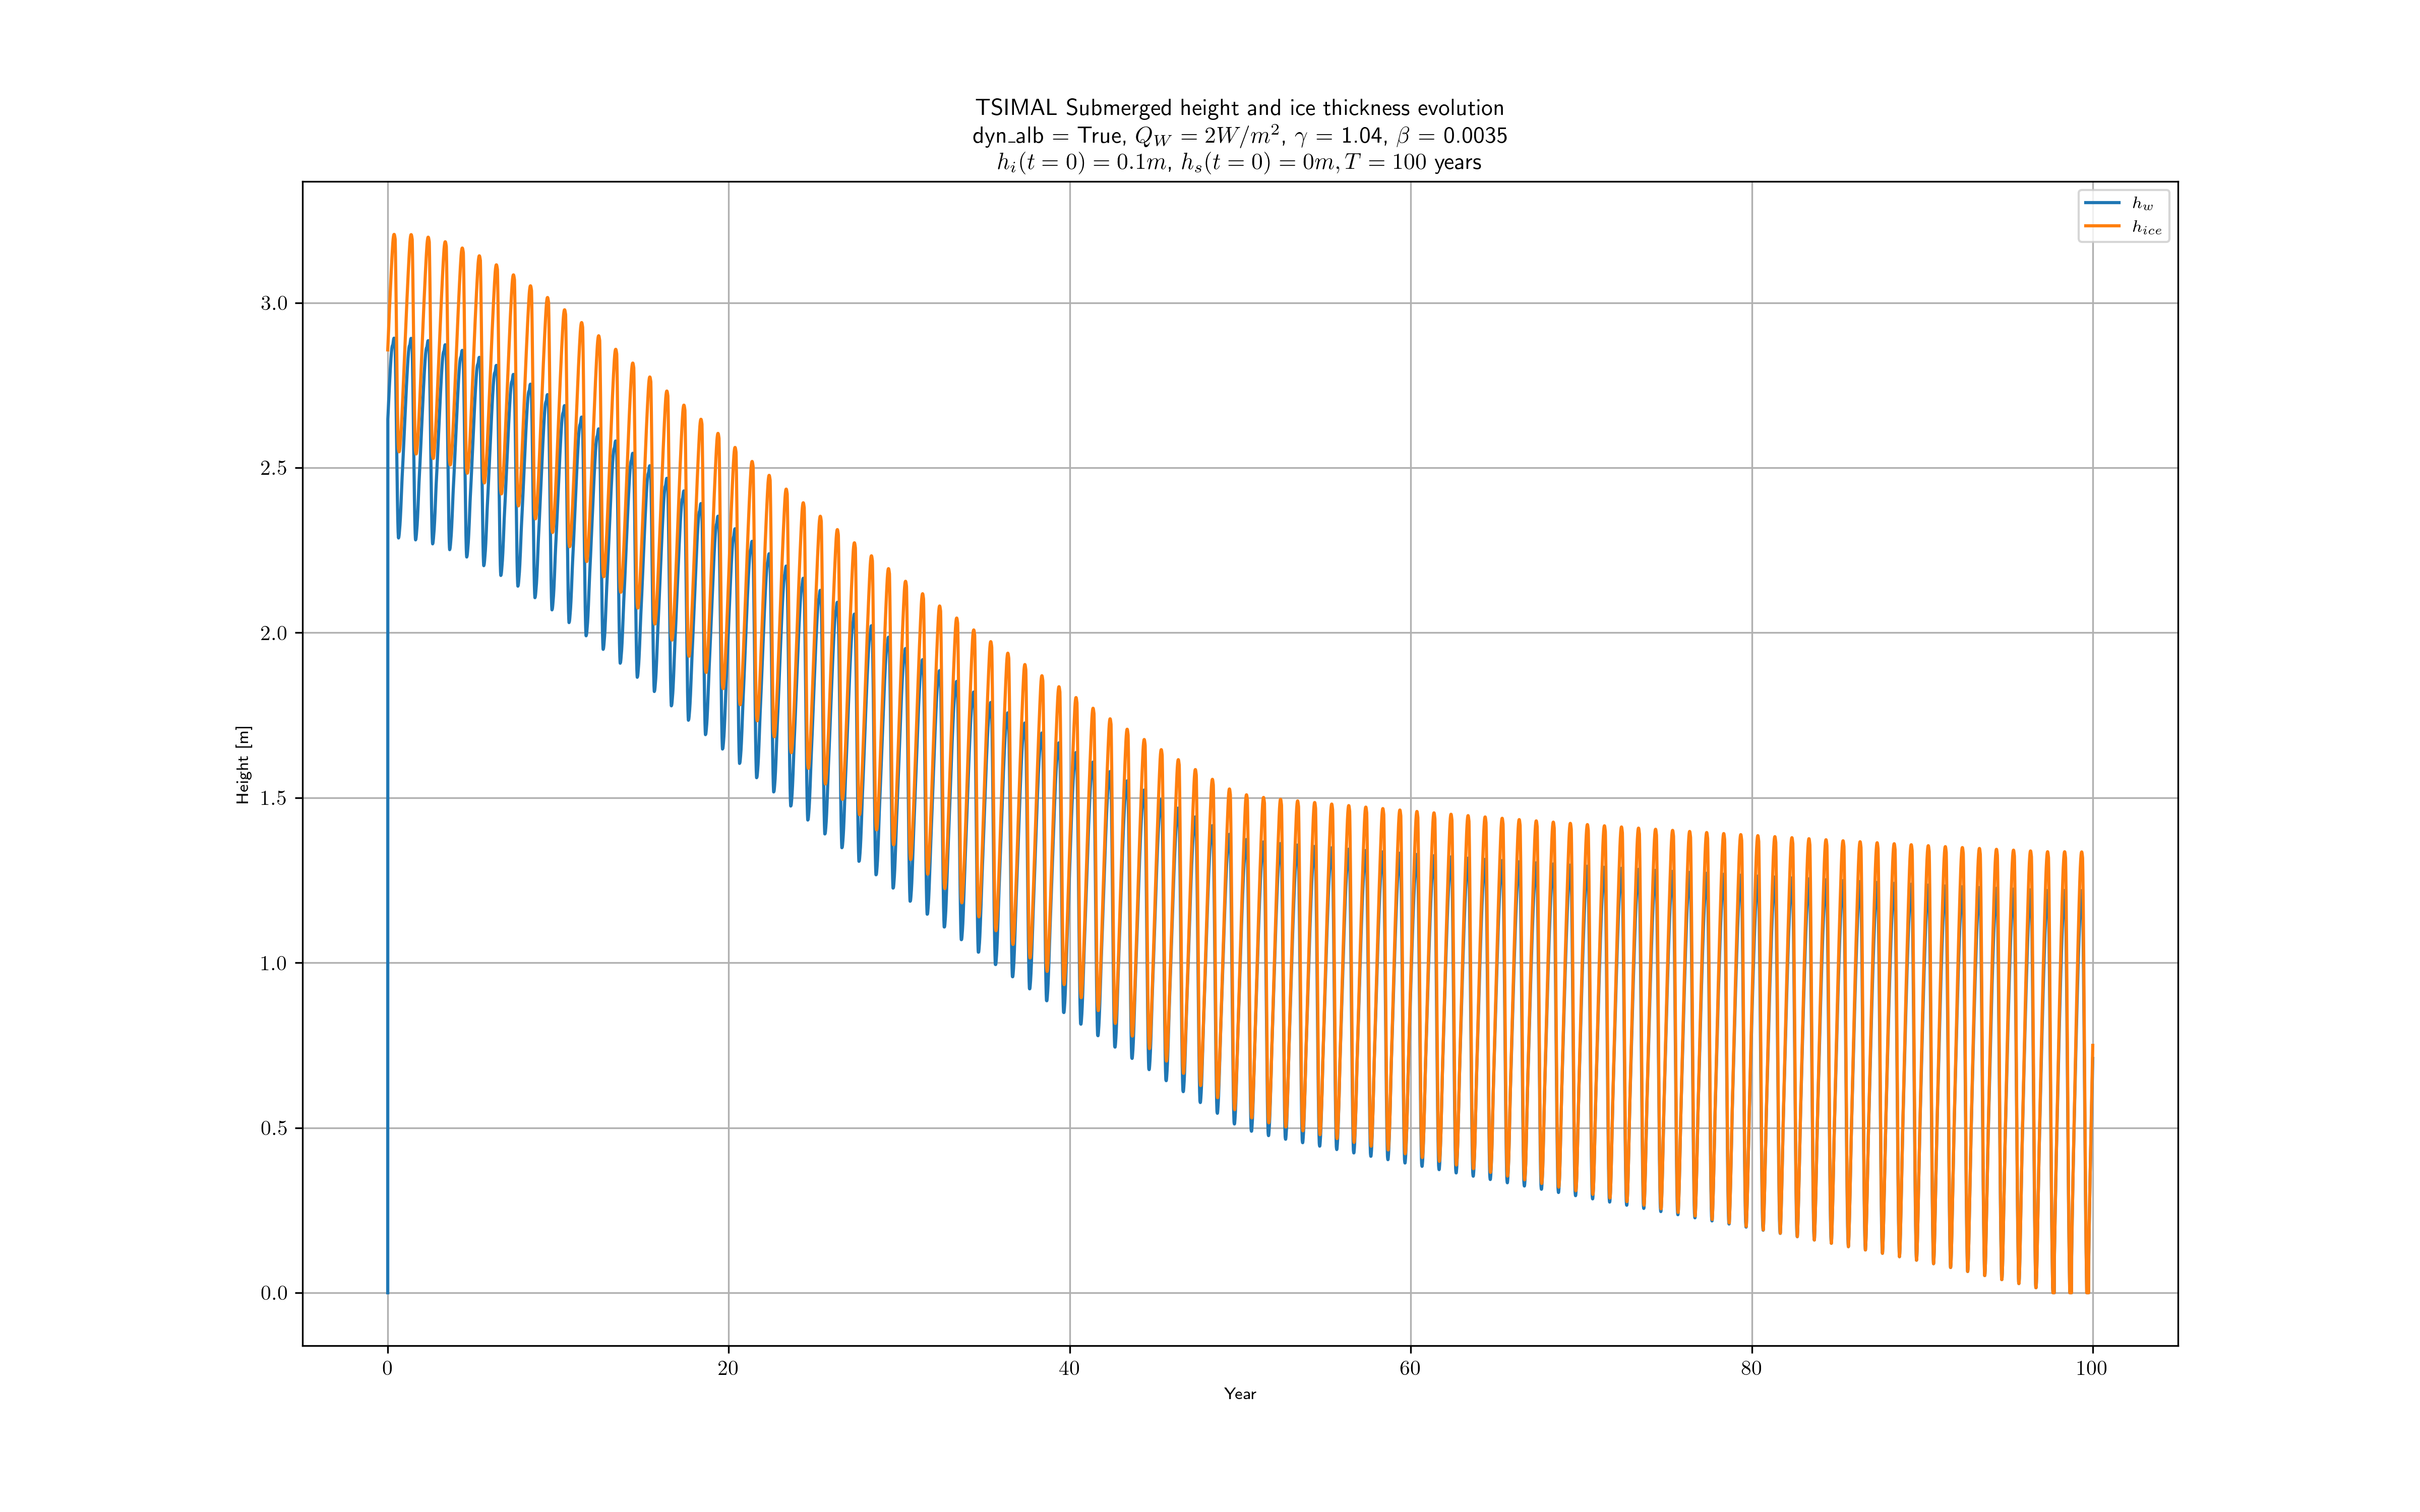 TSIMAL Submerged height and ice thickness evolution
dyn_alb = True, $Q_W = 2W/m^2$, $\gamma$ = 1.04, $\beta$ = 0.0035
$h_i(t = 0) = 0.1m$, $h_s(t = 0) = 0m, T = 100$ years
$h_w$
$h_{ice}$
3.0
2.5
2.0
1.5
1.0
0.5
0.0
Height [m]
0 20 40 60 80 100
Year